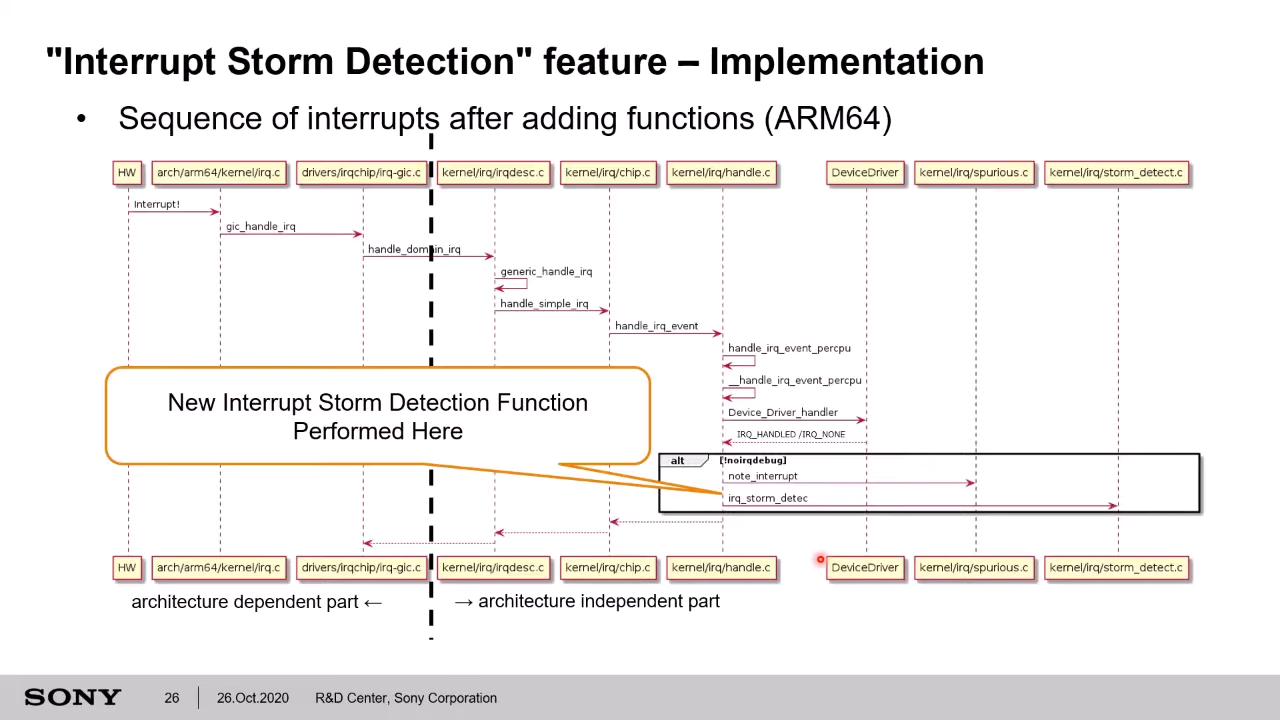 "Interrupt Storm Detection" feature – Implementation
• Sequence of interrupts after adding functions (ARM64)
HW arch/arm64/kernel/irq.c drivers/irqchip/irq-gic.c kernel/irq/irqdesc.c kernel/irq/chip.c kernel/irq/handle.c DeviceDriver kernel/irq/spurious.c kernel/irq/storm_detect.c
Interrupt!
gic_handle_irq
handle_domain_irq
generic_handle_irq
handle_simple_irq
handle_irq_event
handle_irq_event_percpu
__handle_irq_event_percpu
Device_Driver_handler
IRQ_HANDLED /IRQ_NONE
New Interrupt Storm Detection Function
Performed Here
alt [!noirqdebug]
note_interrupt
irq_storm_detec
HW arch/arm64/kernel/irq.c drivers/irqchip/irq-gic.c kernel/irq/irqdesc.c kernel/irq/chip.c kernel/irq/handle.c DeviceDriver kernel/irq/spurious.c kernel/irq/storm_detect.c
architecture dependent part ← → architecture independent part
SONY 26 26.Oct.2020 R&D Center, Sony Corporation